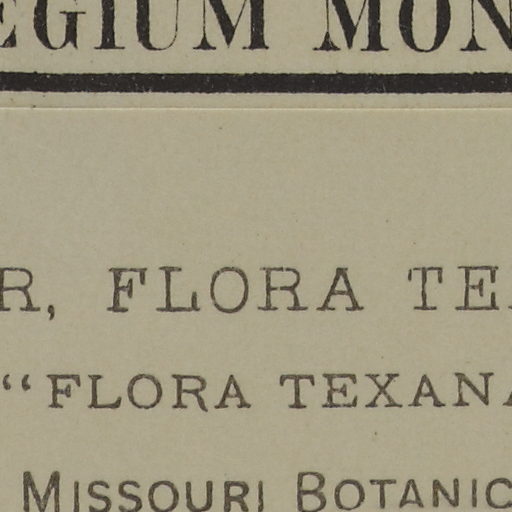 EGIUM MON
R, FLORA TE
"FLORA TEXANA
MISSOURI BOTANIC